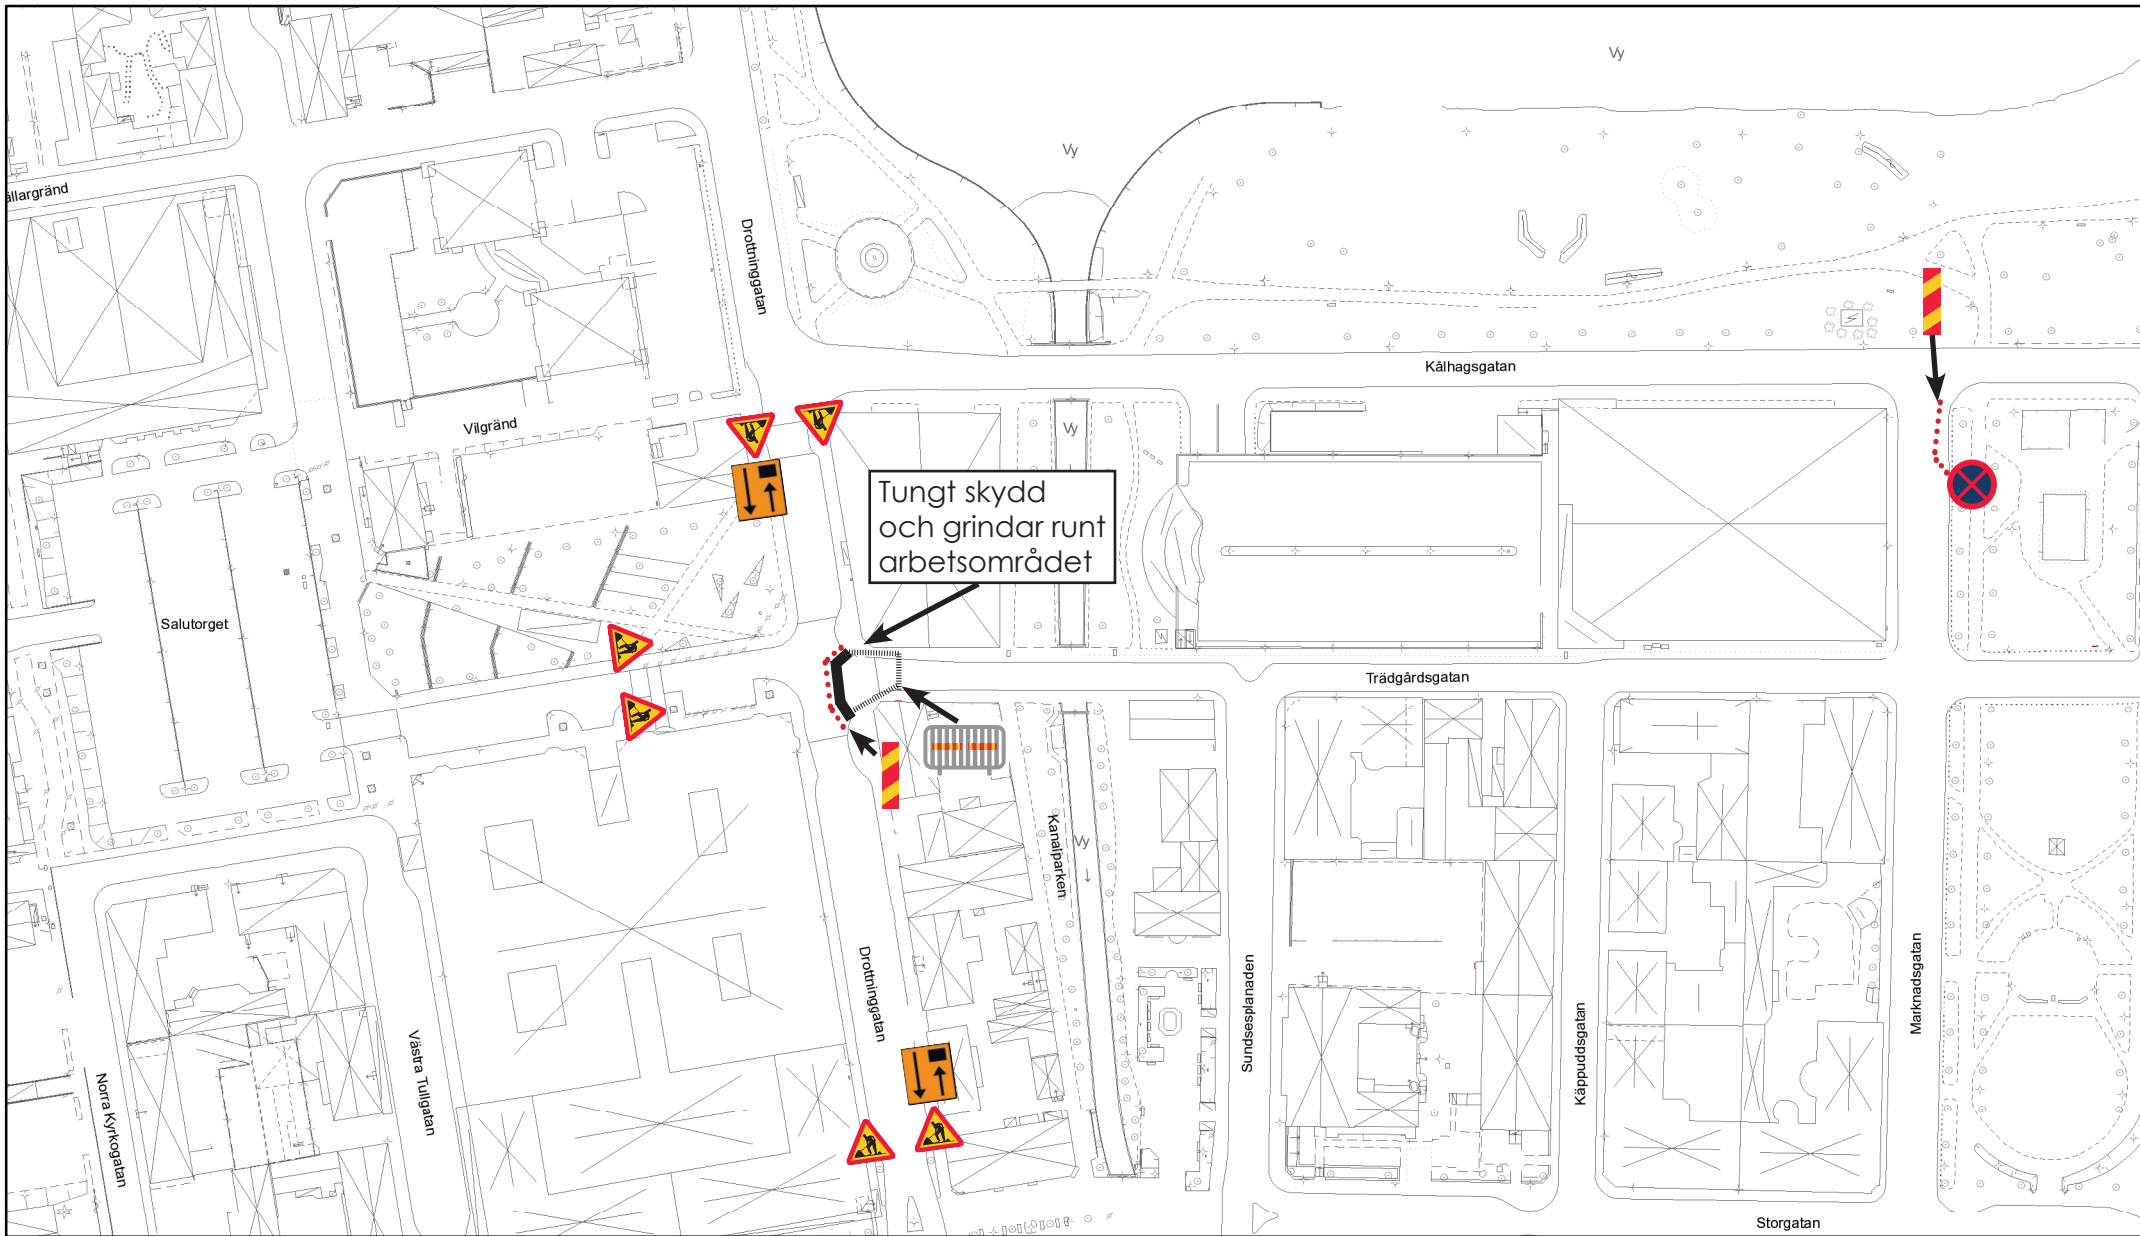 Vy
Vy
ällargränd
Drottninggatan
Kålhagsgatan
Vilgränd
Vy
Tungt skydd
och grindar runt
arbetsområdet
Salutorget
Trädgårdsgatan
Kanalparken
Vy
Drottninggatan
Sundsesplanaden
Käppuddsgatan
Marknadsgatan
Västra Tullgatan
Norra Kyrkogatan
Storgatan